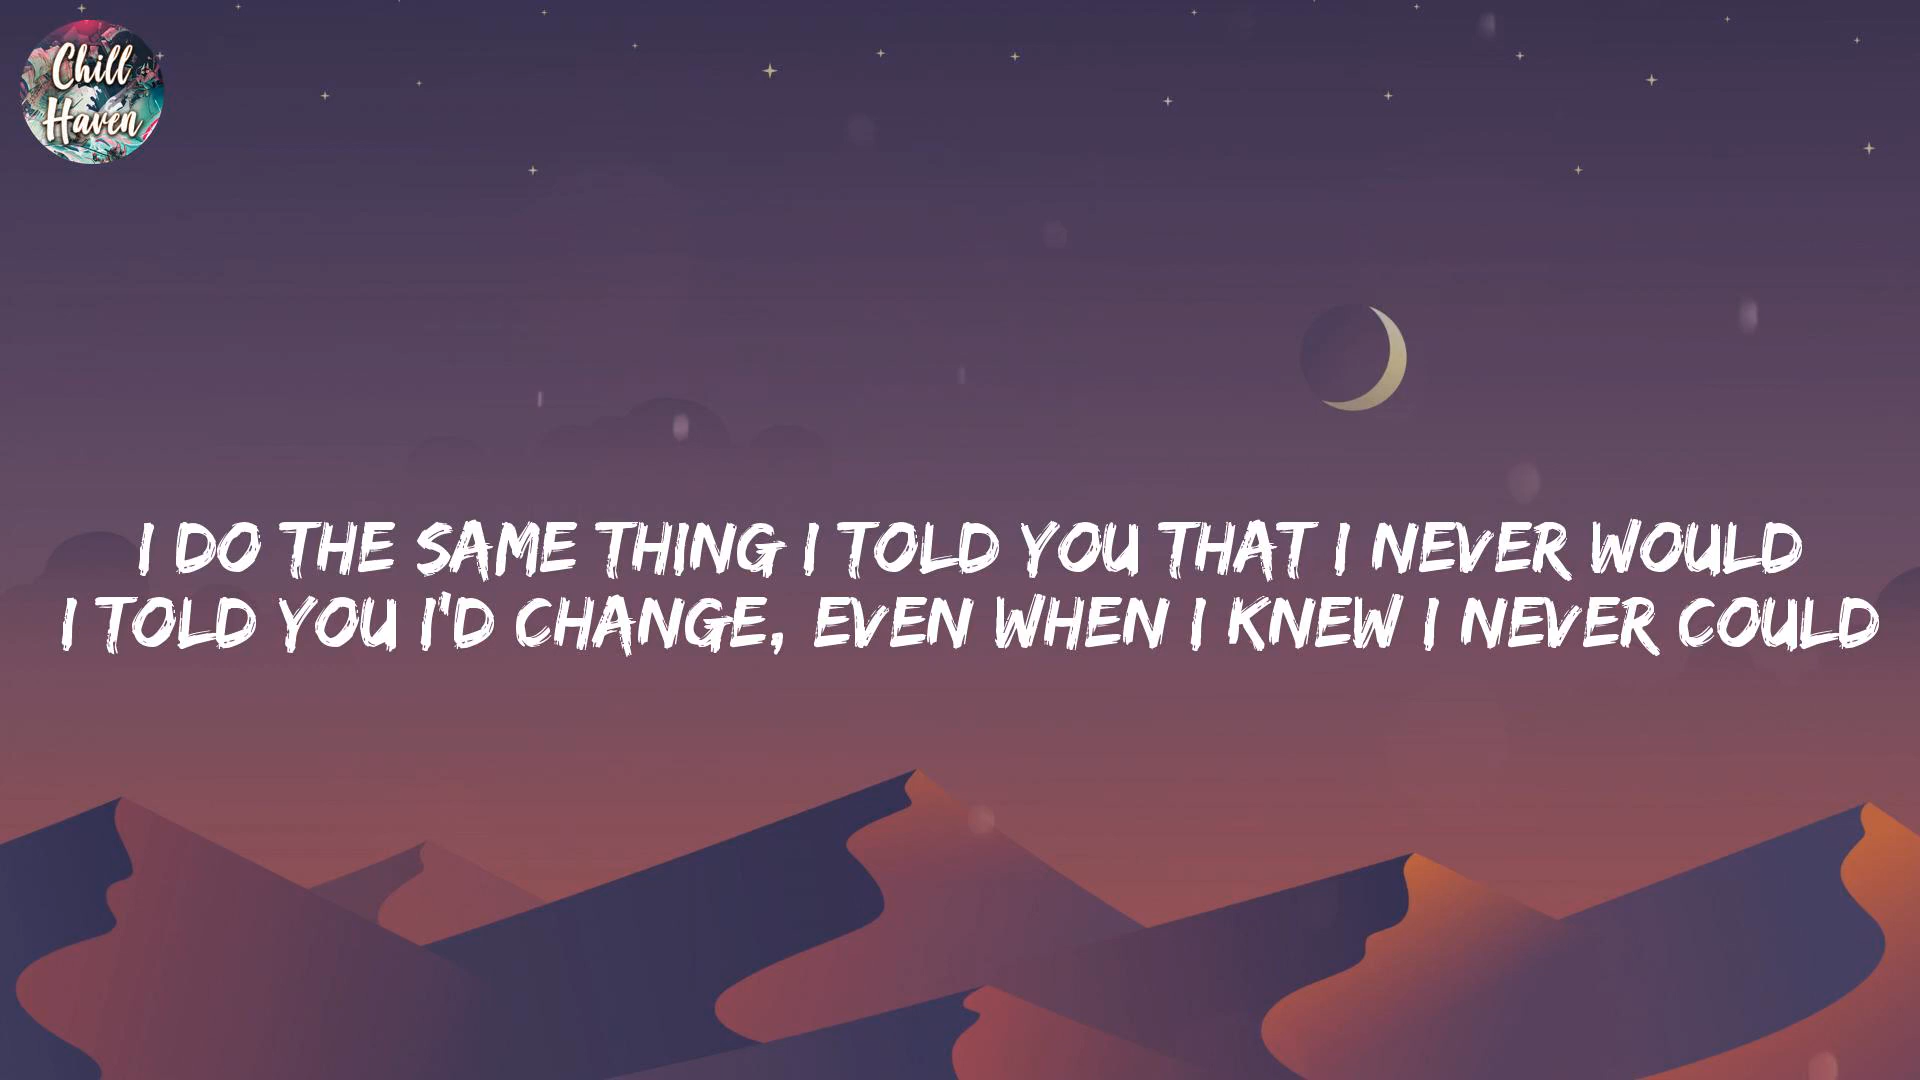 Chill
Haven
I DO THE SAME THING I TOLD YOU THAT I NEVER WOULD
I TOLD YOU I'D CHANGE, EVEN WHEN I KNEW I NEVER COULD